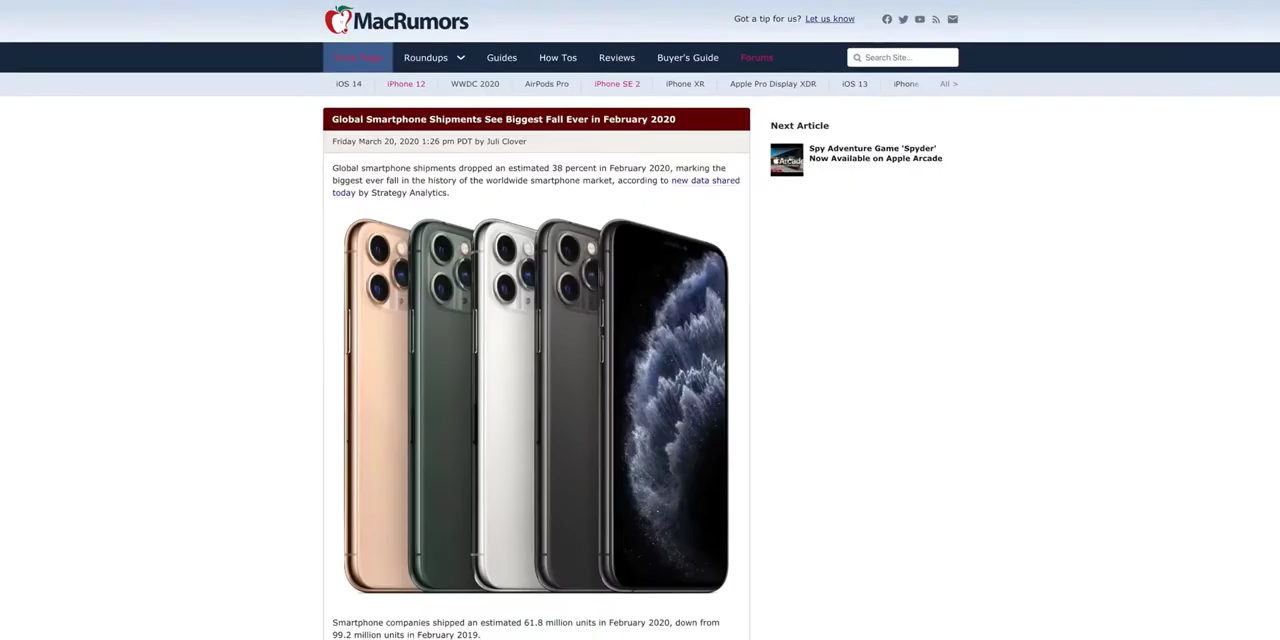 MacRumors
Got a tip for us? Let us know
Front Page Roundups Guides How Tos Reviews Buyer's Guide Forums Search Site...
iOS 14 iPhone 12 WWDC 2020 AirPods Pro iPhone SE 2 iPhone XR Apple Pro Display XDR iOS 13 iPhone All >
Global Smartphone Shipments See Biggest Fall Ever in February 2020
Friday March 20, 2020 1:26 pm PDT by Juli Clover
Global smartphone shipments dropped an estimated 38 percent in February 2020, marking the
biggest ever fall in the history of the worldwide smartphone market, according to new data shared
today by Strategy Analytics.
Smartphone companies shipped an estimated 61.8 million units in February 2020, down from
99.2 million units in February 2019.
Next Article
Arcade
Spy Adventure Game 'Spyder'
Now Available on Apple Arcade